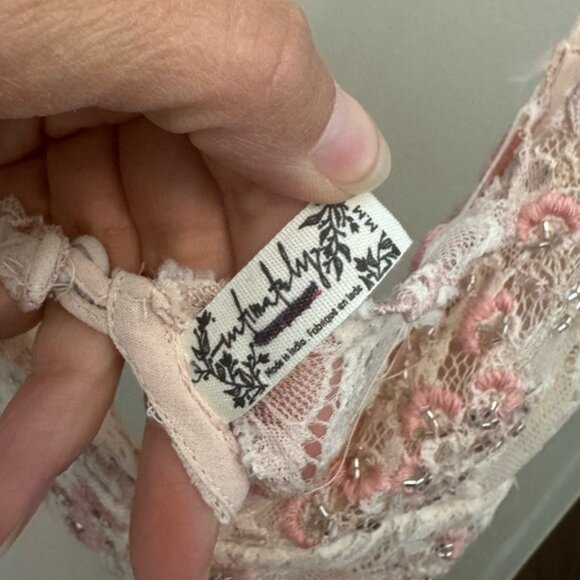 intimately
Made in India. Fabriqué en Inde
M M